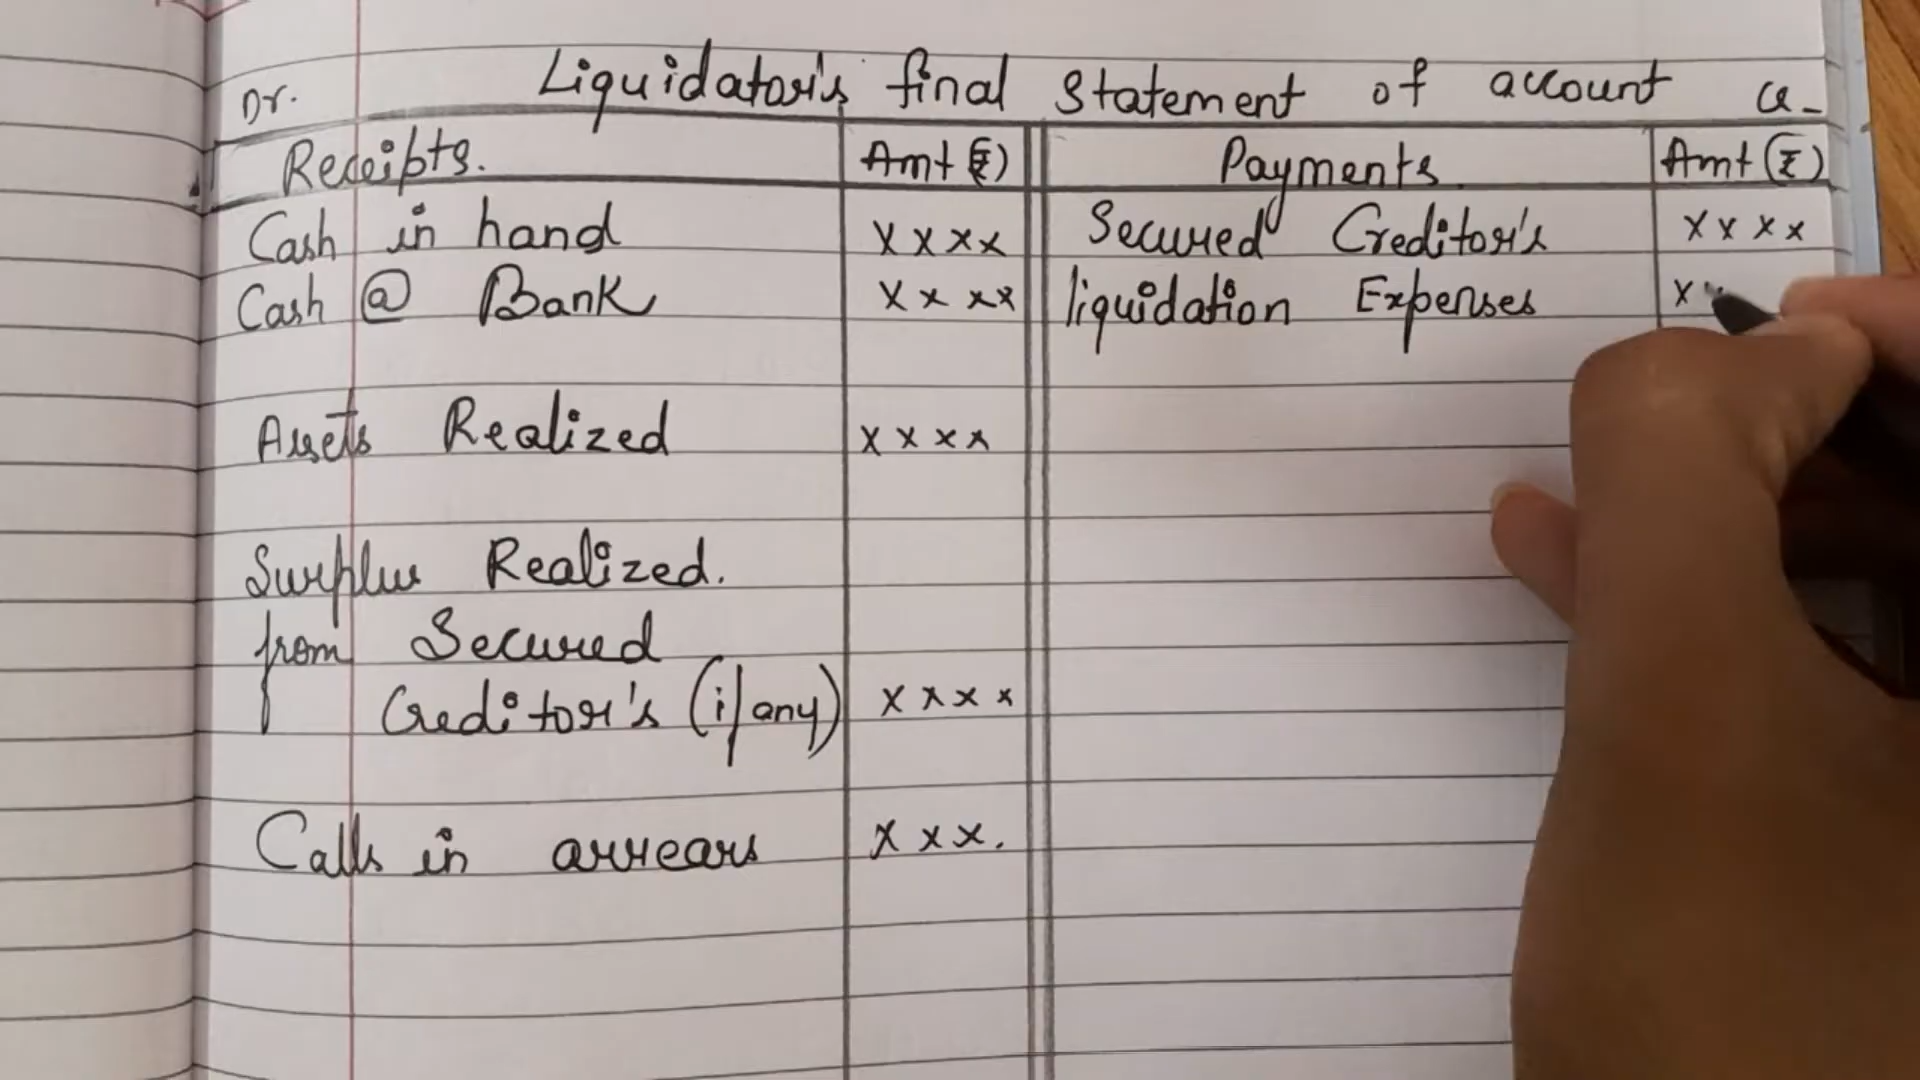 Dr. Liquidator's final Statement of account Cr
Receipts. Amt (₹) Payments. Amt (₹)
Cash in hand xxxx Secured Creditor's xxxx
Cash @ Bank xxxx liquidation Expenses x
Assets Realized xxxx
Surplus Realized.
from Secured
Creditor's (if any) xxxx
Calls in arrears xxx.